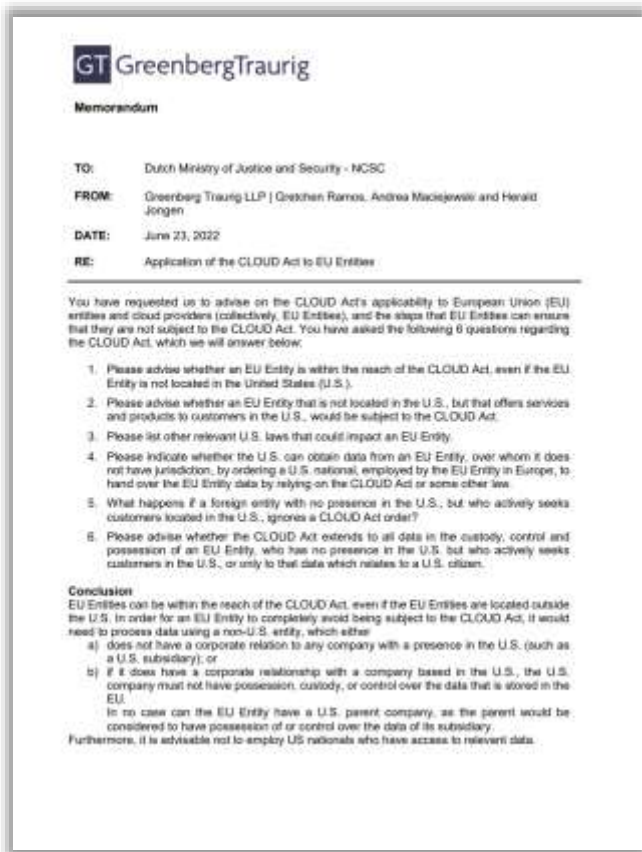 GT GreenbergTraurig
Memorandum
TO: Dutch Ministry of Justice and Security - NCSC
FROM: Greenberg Traurig LLP | Gretchen Ramos, Andrea Maciejewski and Herald
Jongen
DATE: June 23, 2022
RE: Application of the CLOUD Act to EU Entities
You have requested us to advise on the CLOUD Act's applicability to European Union (EU)
entities and cloud providers (collectively, EU Entities), and the steps that EU Entities can ensure
that they are not subject to the CLOUD Act. You have asked the following 6 questions regarding
the CLOUD Act, which we will answer below:
1. Please advise whether an EU Entity is within the reach of the CLOUD Act, even if the EU
Entity is not located in the United States (U.S.).
2. Please advise whether an EU Entity that is not located in the U.S., but that offers services
and products to customers in the U.S., would be subject to the CLOUD Act.
3. Please list other relevant U.S. laws that could impact an EU Entity.
4. Please indicate whether the U.S. can obtain data from an EU Entity, over whom it does
not have jurisdiction, by ordering a U.S. national, employed by the EU Entity in Europe, to
hand over the EU Entity data by relying on the CLOUD Act or some other law.
5. What happens if a foreign entity with no presence in the U.S., but who actively seeks
customers located in the U.S., ignores a CLOUD Act order?
6. Please advise whether the CLOUD Act extends to all data in the custody, control and
possession of an EU Entity, who has no presence in the U.S. but who actively seeks
customers in the U.S., or only to that data which relates to a U.S. citizen.
Conclusion
EU Entities can be within the reach of the CLOUD Act, even if the EU Entities are located outside
the U.S. In order for an EU Entity to completely avoid being subject to the CLOUD Act, it would
need to process data using a non-U.S. entity, which either
a) does not have a corporate relation to any company with a presence in the U.S. (such as
a U.S. subsidiary); or
b) if it does have a corporate relationship with a company based in the U.S., the U.S.
company must not have possession, custody, or control over the data that is stored in the
EU.
In no case can the EU Entity have a U.S. parent company, as the parent would be
considered to have possession of or control over the data of its subsidiary.
Furthermore, it is advisable not to employ US nationals who have access to relevant data.